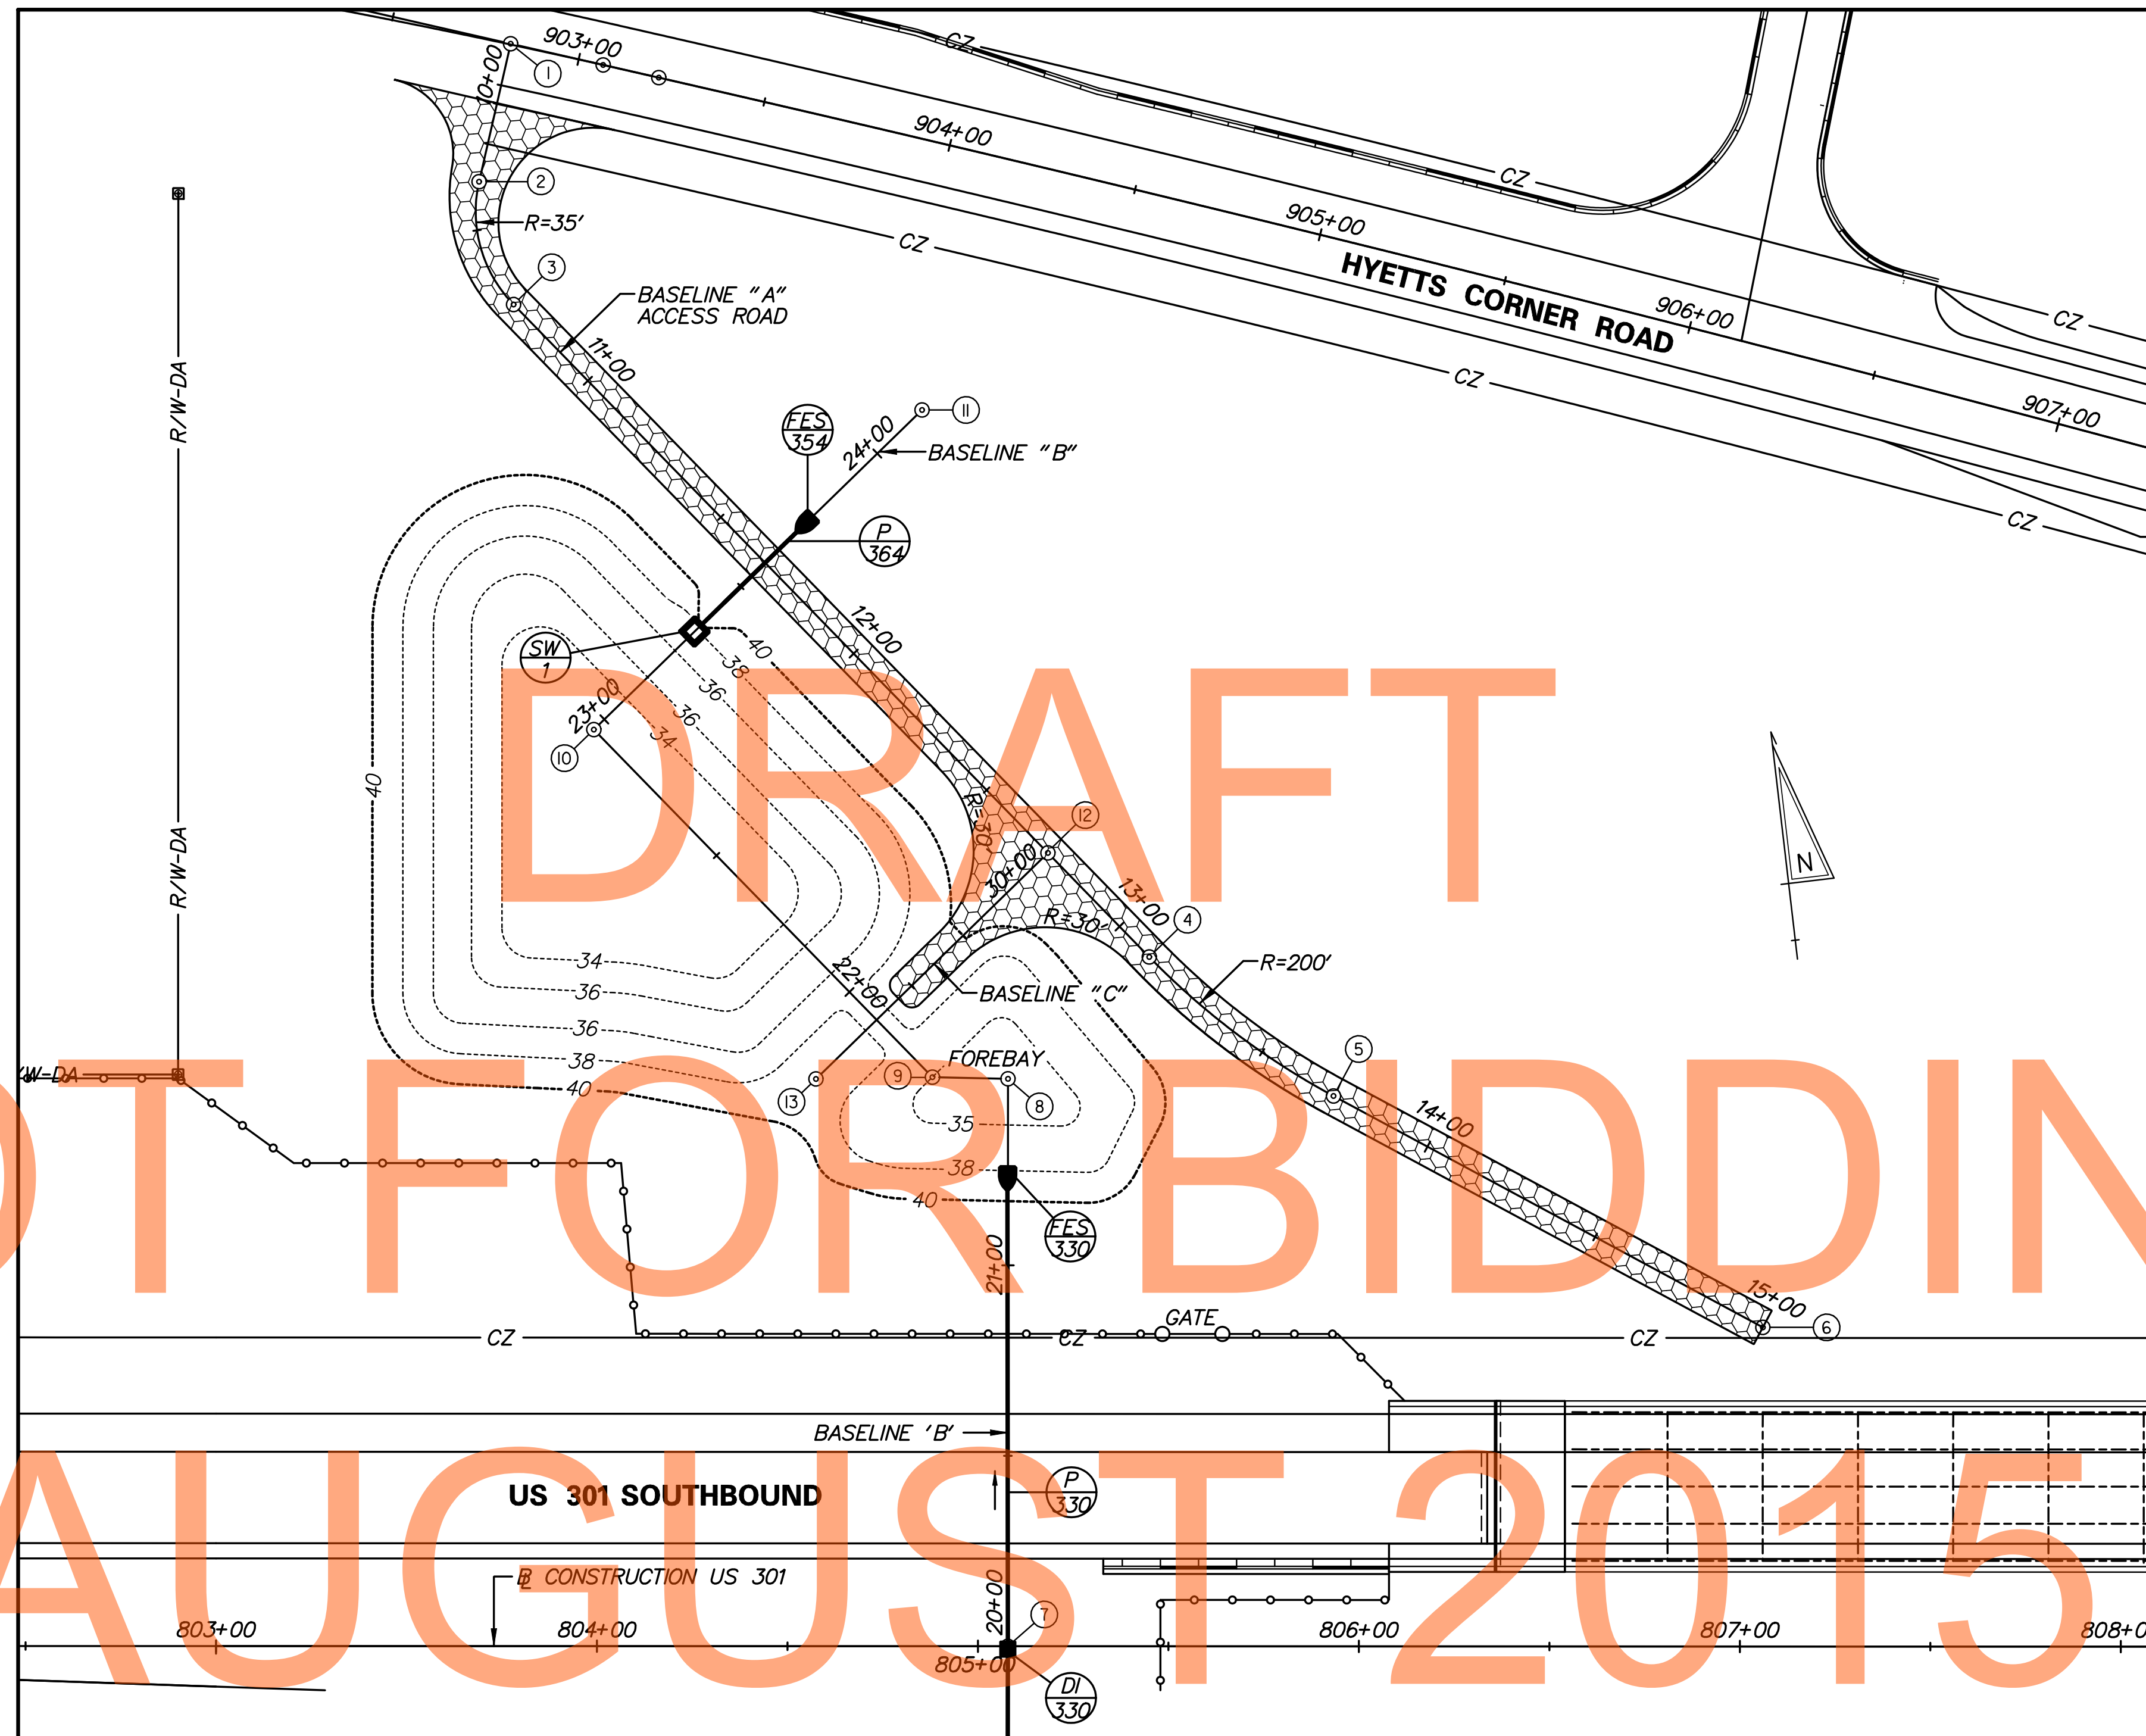 903+00
CZ
10+00
1
904+00
CZ
2
905+00
R=35'
CZ
HYETTS CORNER ROAD
3
BASELINE "A"
ACCESS ROAD
906+00
CZ
11+00
R/W-DA
CZ
907+00
FES
354
11
24+00
BASELINE "B"
CZ
P
364
12+00
SW
1
40
38
36
36
34
23+00
10
DRAFT
40
R=30'
12
R/W-DA
30+00
N
13+00
4
R=30'
34
22+00
R=200'
36
BASELINE "C"
36
5
38
FOREBAY
/W-DA
9
40
13
8
35
14+00
38
40
OT FOR BIDDIN
FES
330
21+00
15+00
GATE
6
CZ
CZ
CZ
BASELINE 'B'
P
330
US 301 SOUTHBOUND
AUGUST 2015
B CONSTRUCTION US 301
20+00
7
803+00
804+00
805+00
806+00
807+00
808+0
DI
330